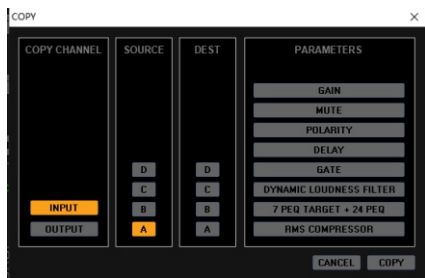 COPY
COPY CHANNEL
INPUT
OUTPUT
SOURCE
D
C
B
A
DEST
D
C
B
A
PARAMETERS
GAIN
MUTE
POLARITY
DELAY
GATE
DYNAMIC LOUDNESS FILTER
7 PEQ TARGET + 24 PEQ
RMS COMPRESSOR
CANCEL COPY